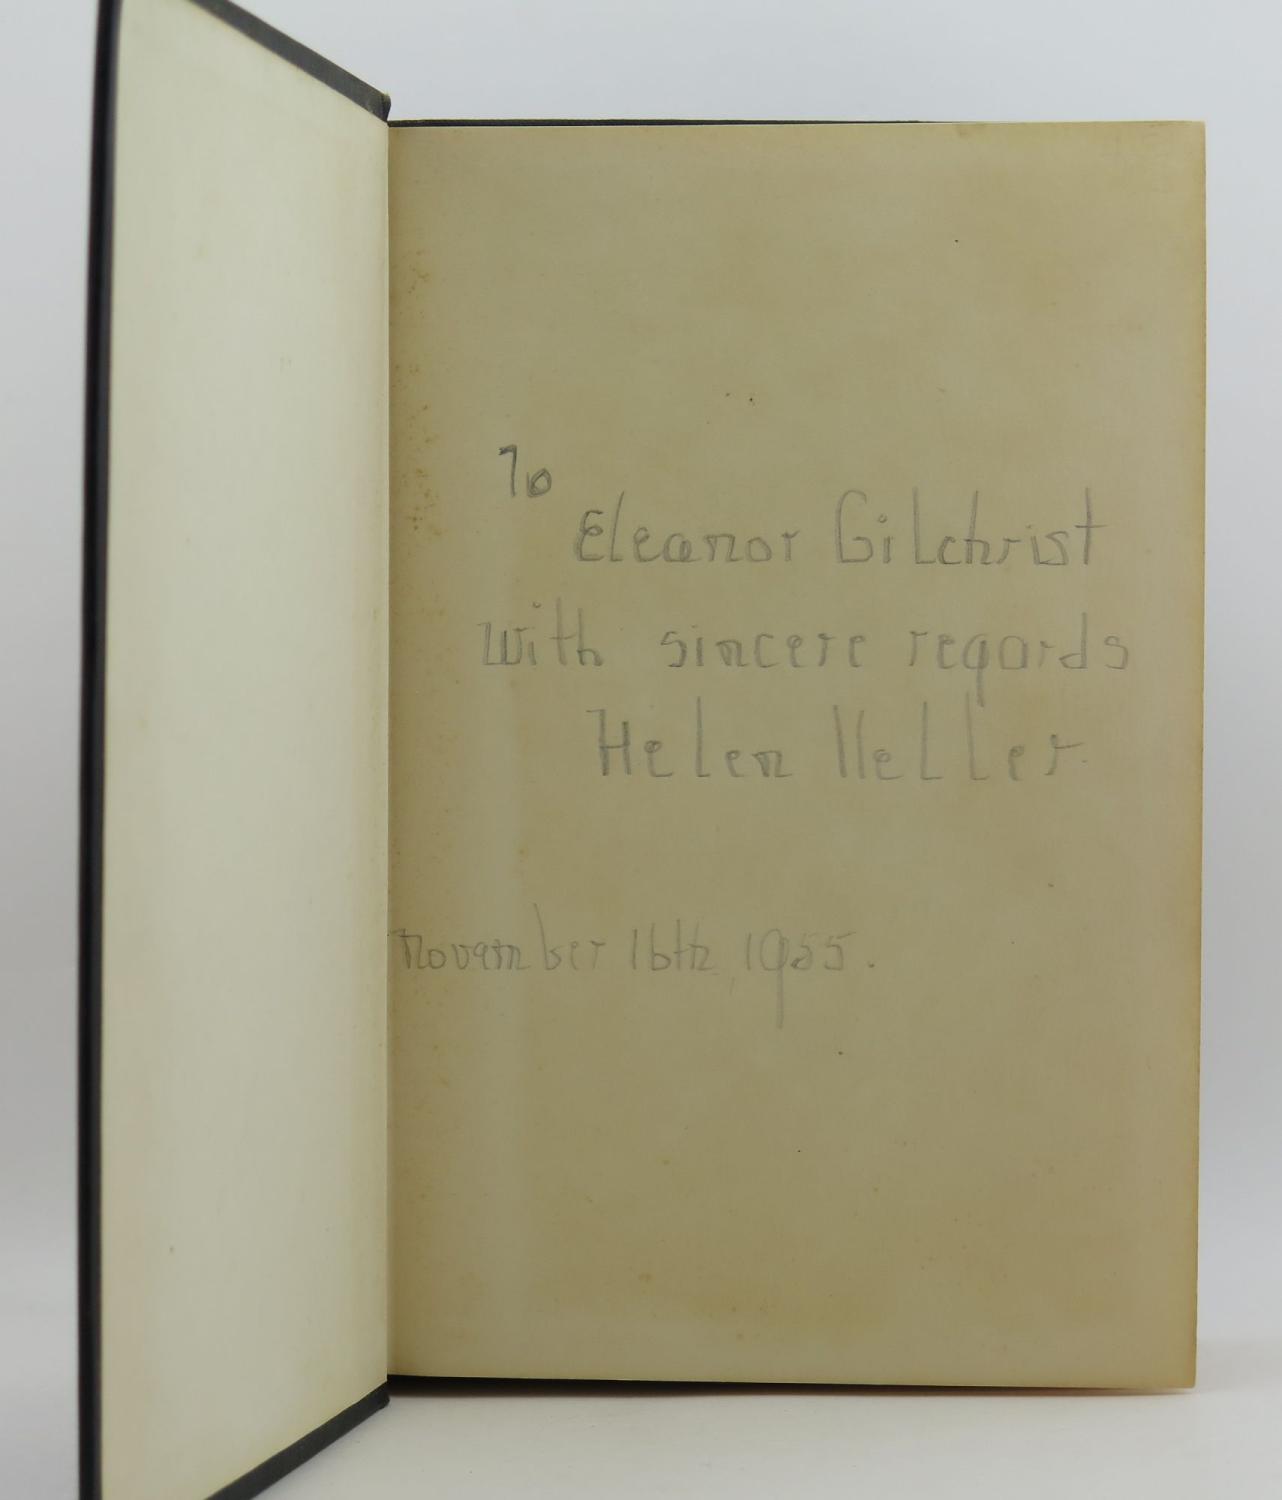 To
Eleanor Gilchrist
with sincere regards
Helen Keller.
November 16th, 1955.